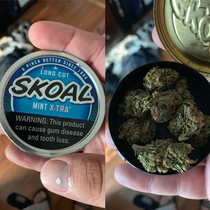 A PINCH BETTER SINCE 1934
LONG CUT
SKOAL
MINT X-TRA
WARNING: This product
can cause gum disease
and tooth loss.